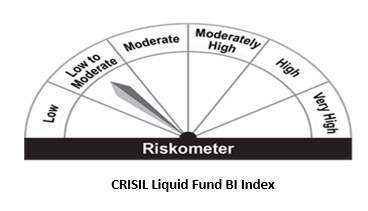 Low
Low to
Moderate
Moderate
Moderately
High
High
Very High
Riskometer
CRISIL Liquid Fund BI Index